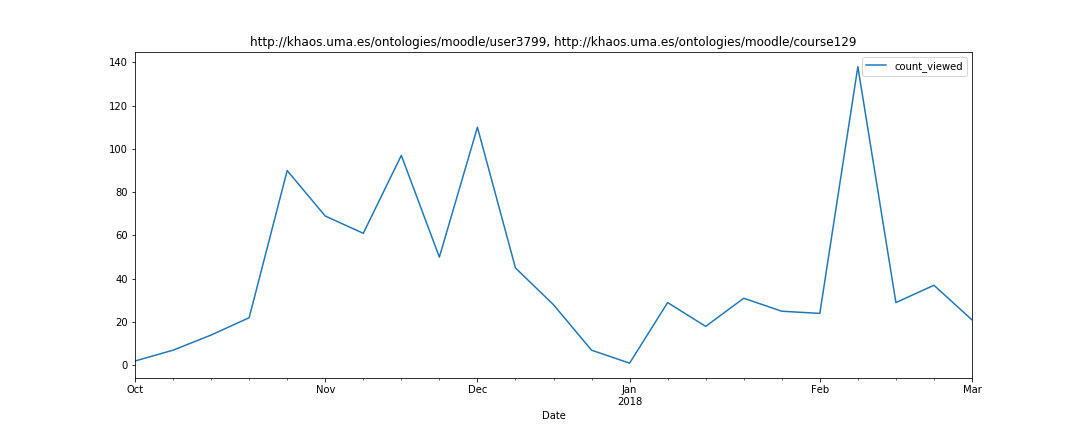 http://khaos.uma.es/ontologies/moodle/user3799, http://khaos.uma.es/ontologies/moodle/course129
count_viewed
140
120
100
80
60
40
20
0
Oct Nov Dec Jan Feb Mar
2018
Date